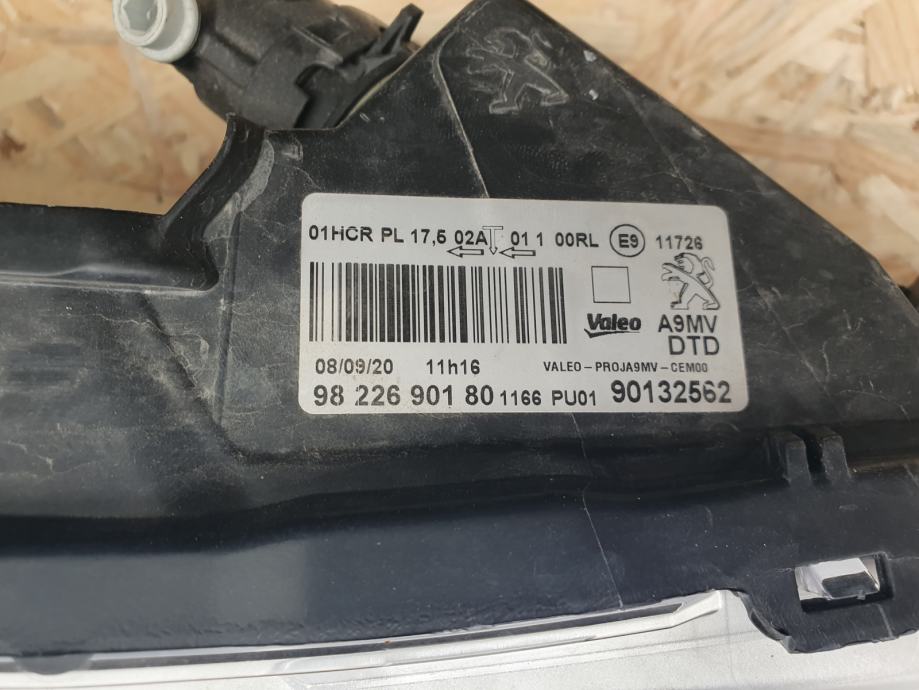 01HCR PL 17,5 02A 01 1 00RL E9 11726
Valeo A9MV
DTD
08/09/20 11h16 VALEO-PROJA9MV-CEM00
98 226 901 80 1166 PU01 90132562